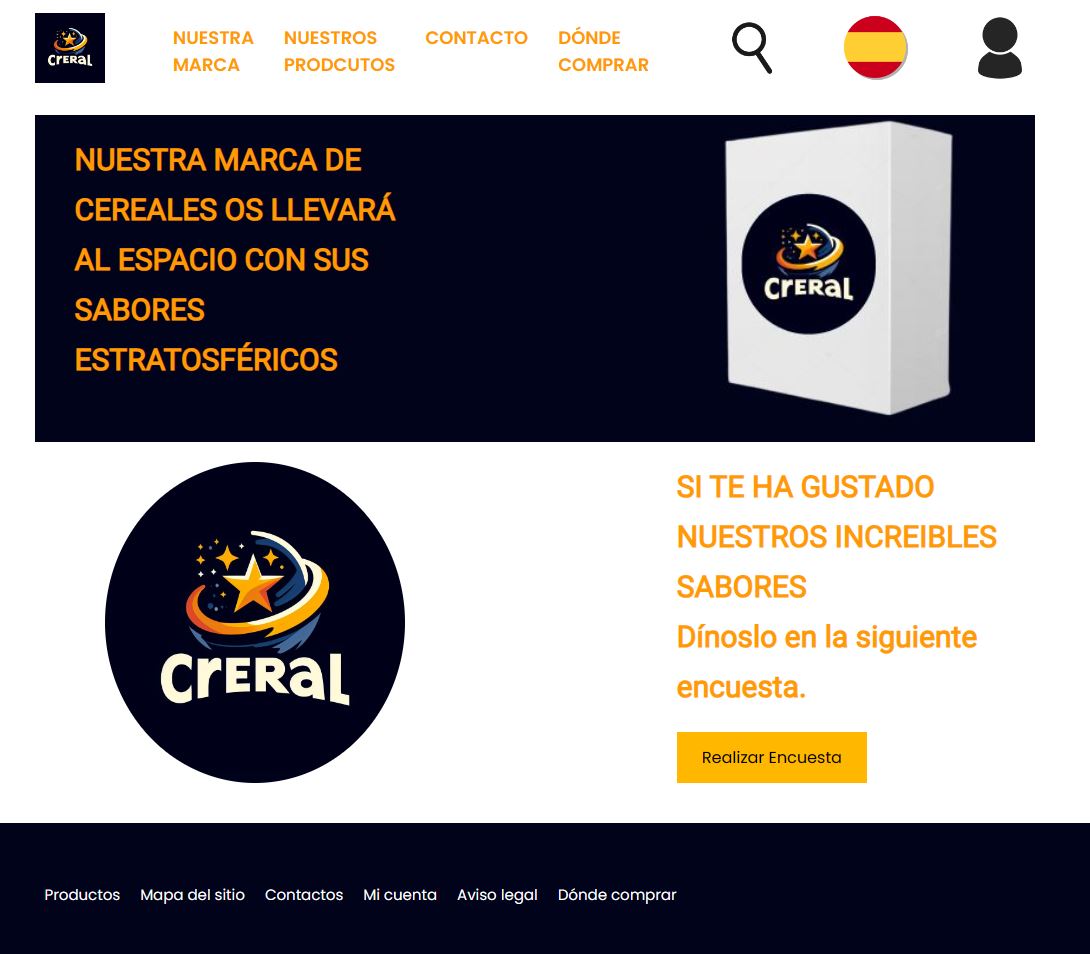 CRERAL
NUESTRA
MARCA
NUESTROS
PRODCUTOS
CONTACTO
DÓNDE
COMPRAR
NUESTRA MARCA DE
CEREALES OS LLEVARÁ
AL ESPACIO CON SUS
SABORES
ESTRATOSFÉRICOS
CRERAL
CRERAL
SI TE HA GUSTADO
NUESTROS INCREIBLES
SABORES
Dínoslo en la siguiente
encuesta.
Realizar Encuesta
Productos Mapa del sitio Contactos Mi cuenta Aviso legal Dónde comprar